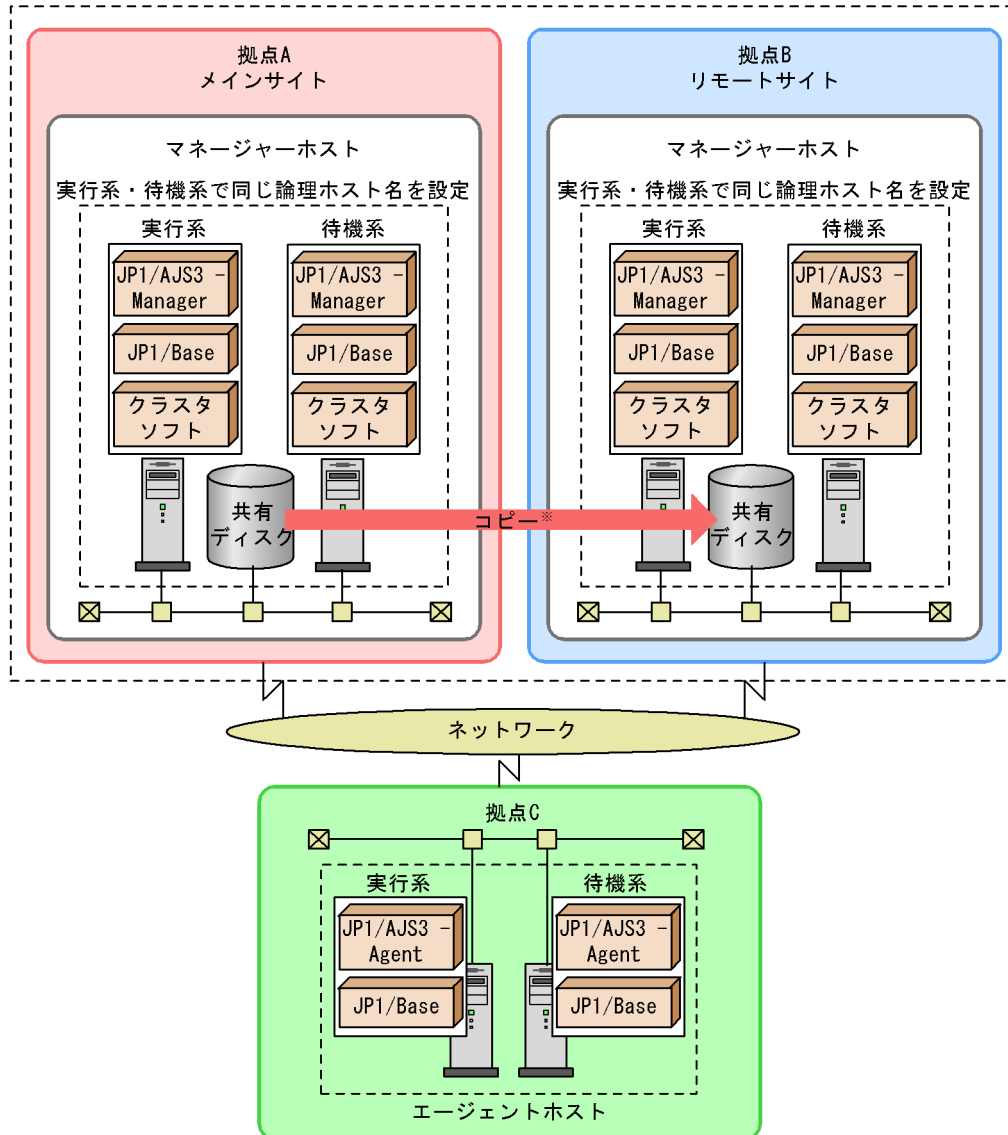 拠点A
メインサイト
マネージャーホスト
実行系・待機系で同じ論理ホスト名を設定
実行系
JP1/AJS3 -
Manager
JP1/Base
クラスタ
ソフト
待機系
JP1/AJS3 -
Manager
JP1/Base
クラスタ
ソフト
共有
ディスク
コピー※
拠点B
リモートサイト
マネージャーホスト
実行系・待機系で同じ論理ホスト名を設定
実行系
JP1/AJS3 -
Manager
JP1/Base
クラスタ
ソフト
待機系
JP1/AJS3 -
Manager
JP1/Base
クラスタ
ソフト
共有
ディスク
ネットワーク
拠点C
実行系
JP1/AJS3 -
Agent
JP1/Base
待機系
JP1/AJS3 -
Agent
JP1/Base
エージェントホスト